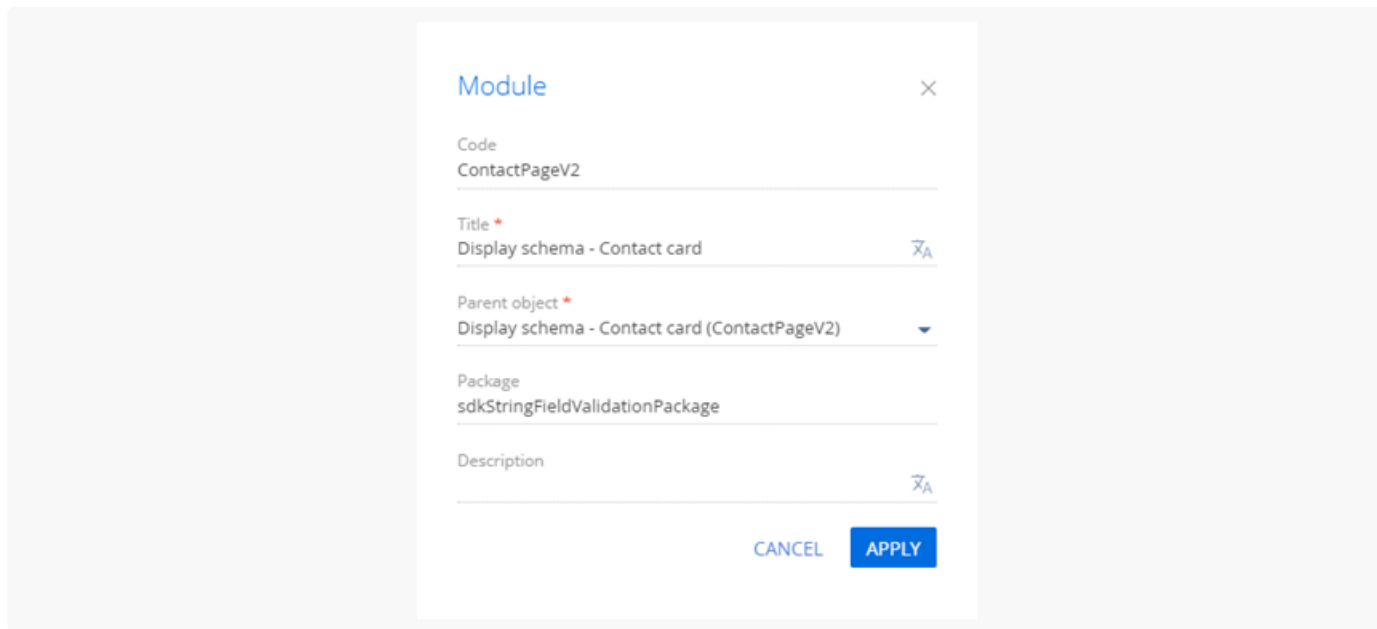 Module
Code
ContactPageV2
Title *
Display schema - Contact card
Parent object *
Display schema - Contact card (ContactPageV2)
Package
sdkStringFieldValidationPackage
Description
CANCEL APPLY